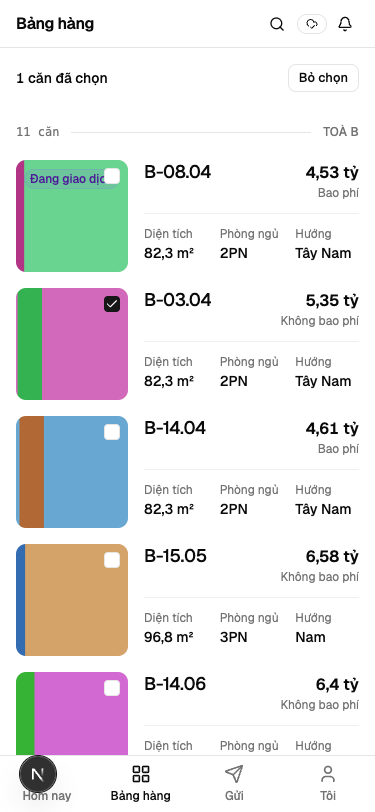 Bảng hàng
1 căn đã chọn
Bỏ chọn
11 căn
TOÀ B
Đang giao dịc
B-08.04
4,53 tỷ
Bao phí
Diện tích
Phòng ngủ
Hướng
82,3 m²
2PN
Tây Nam
B-03.04
5,35 tỷ
Không bao phí
Diện tích
Phòng ngủ
Hướng
82,3 m²
2PN
Tây Nam
B-14.04
4,61 tỷ
Bao phí
Diện tích
Phòng ngủ
Hướng
82,3 m²
2PN
Tây Nam
B-15.05
6,58 tỷ
Không bao phí
Diện tích
Phòng ngủ
Hướng
96,8 m²
3PN
Nam
B-14.06
6,4 tỷ
Không bao phí
Diện tích
Phòng ngủ
Hướng
N
Hôm nay
Bảng hàng
Gửi
Tôi